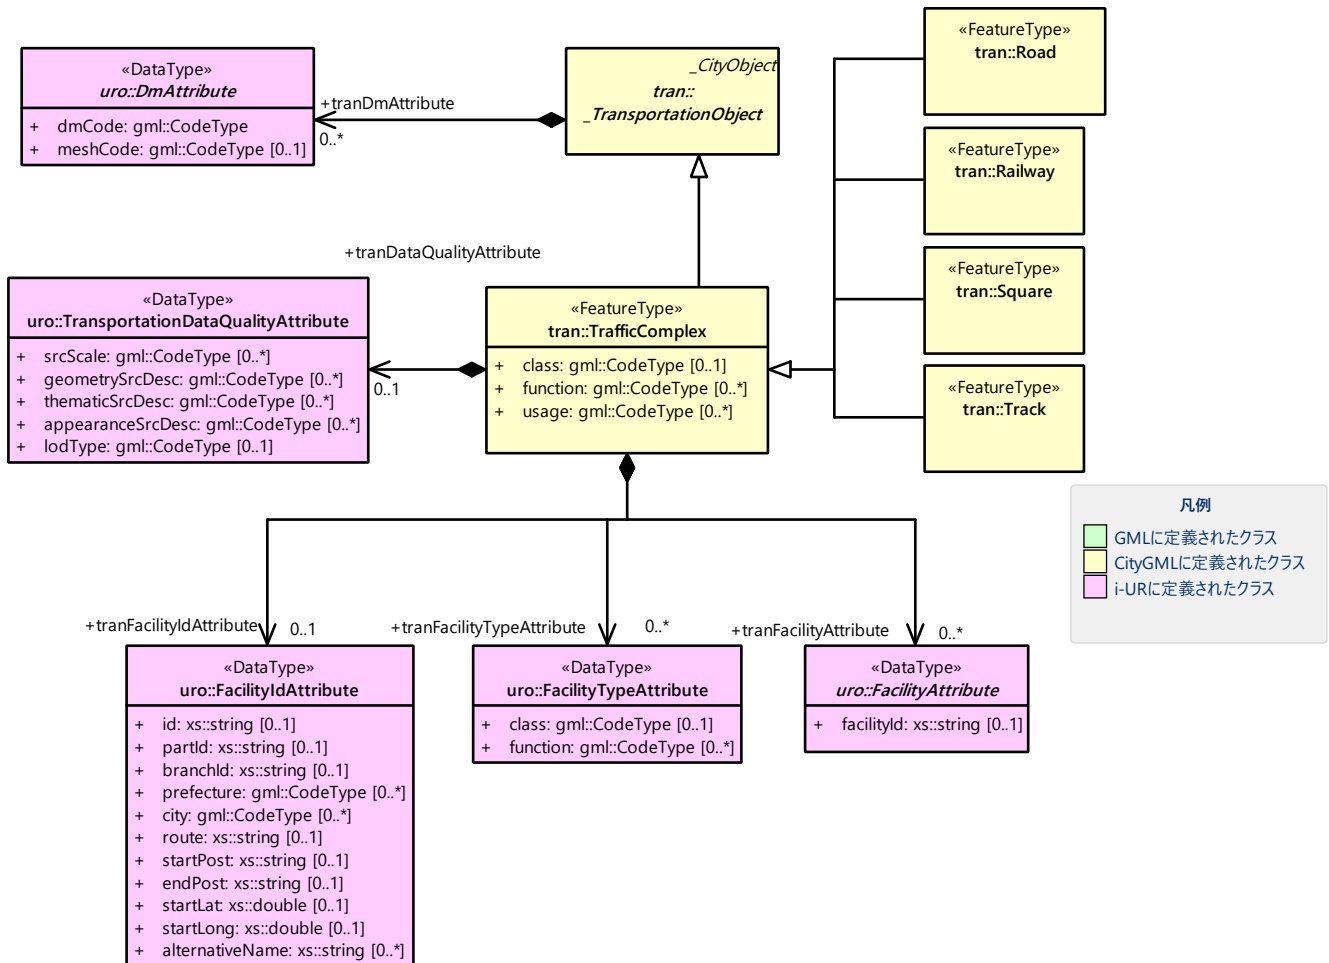 «DataType»
uro::DmAttribute
+ dmCode: gml::CodeType
+ meshCode: gml::CodeType [0..1]
+tranDmAttribute
0..*
_CityObject
tran::
_TransportationObject
«FeatureType»
tran::Road
«FeatureType»
tran::Railway
«FeatureType»
tran::Square
«FeatureType»
tran::Track
+tranDataQualityAttribute
0..1
«DataType»
uro::TransportationDataQualityAttribute
+ srcScale: gml::CodeType [0..*]
+ geometrySrcDesc: gml::CodeType [0..*]
+ thematicSrcDesc: gml::CodeType [0..*]
+ appearanceSrcDesc: gml::CodeType [0..*]
+ lodType: gml::CodeType [0..1]
«FeatureType»
tran::TrafficComplex
+ class: gml::CodeType [0..1]
+ function: gml::CodeType [0..*]
+ usage: gml::CodeType [0..*]
凡例
GMLに定義されたクラス
CityGMLに定義されたクラス
i-URに定義されたクラス
+tranFacilityIdAttribute
0..1
+tranFacilityTypeAttribute
0..*
+tranFacilityAttribute
0..*
«DataType»
uro::FacilityIdAttribute
+ id: xs::string [0..1]
+ partId: xs::string [0..1]
+ branchId: xs::string [0..1]
+ prefecture: gml::CodeType [0..*]
+ city: gml::CodeType [0..*]
+ route: xs::string [0..1]
+ startPost: xs::string [0..1]
+ endPost: xs::string [0..1]
+ startLat: xs::double [0..1]
+ startLong: xs::double [0..1]
+ alternativeName: xs::string [0..*]
«DataType»
uro::FacilityTypeAttribute
+ class: gml::CodeType [0..1]
+ function: gml::CodeType [0..*]
«DataType»
uro::FacilityAttribute
+ facilityId: xs::string [0..1]